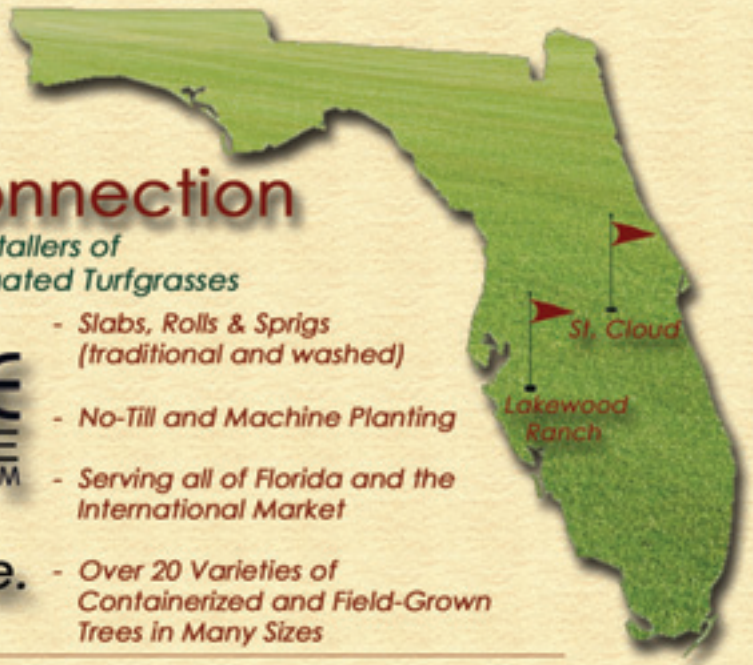 onnection
tallers of
ated Turfgrasses
- Slabs, Rolls & Sprigs
(traditional and washed)
- No-Till and Machine Planting
- Serving all of Florida and the
International Market
e. - Over 20 Varieties of
Containerized and Field-Grown
Trees in Many Sizes
St. Cloud
Lakewood
Ranch